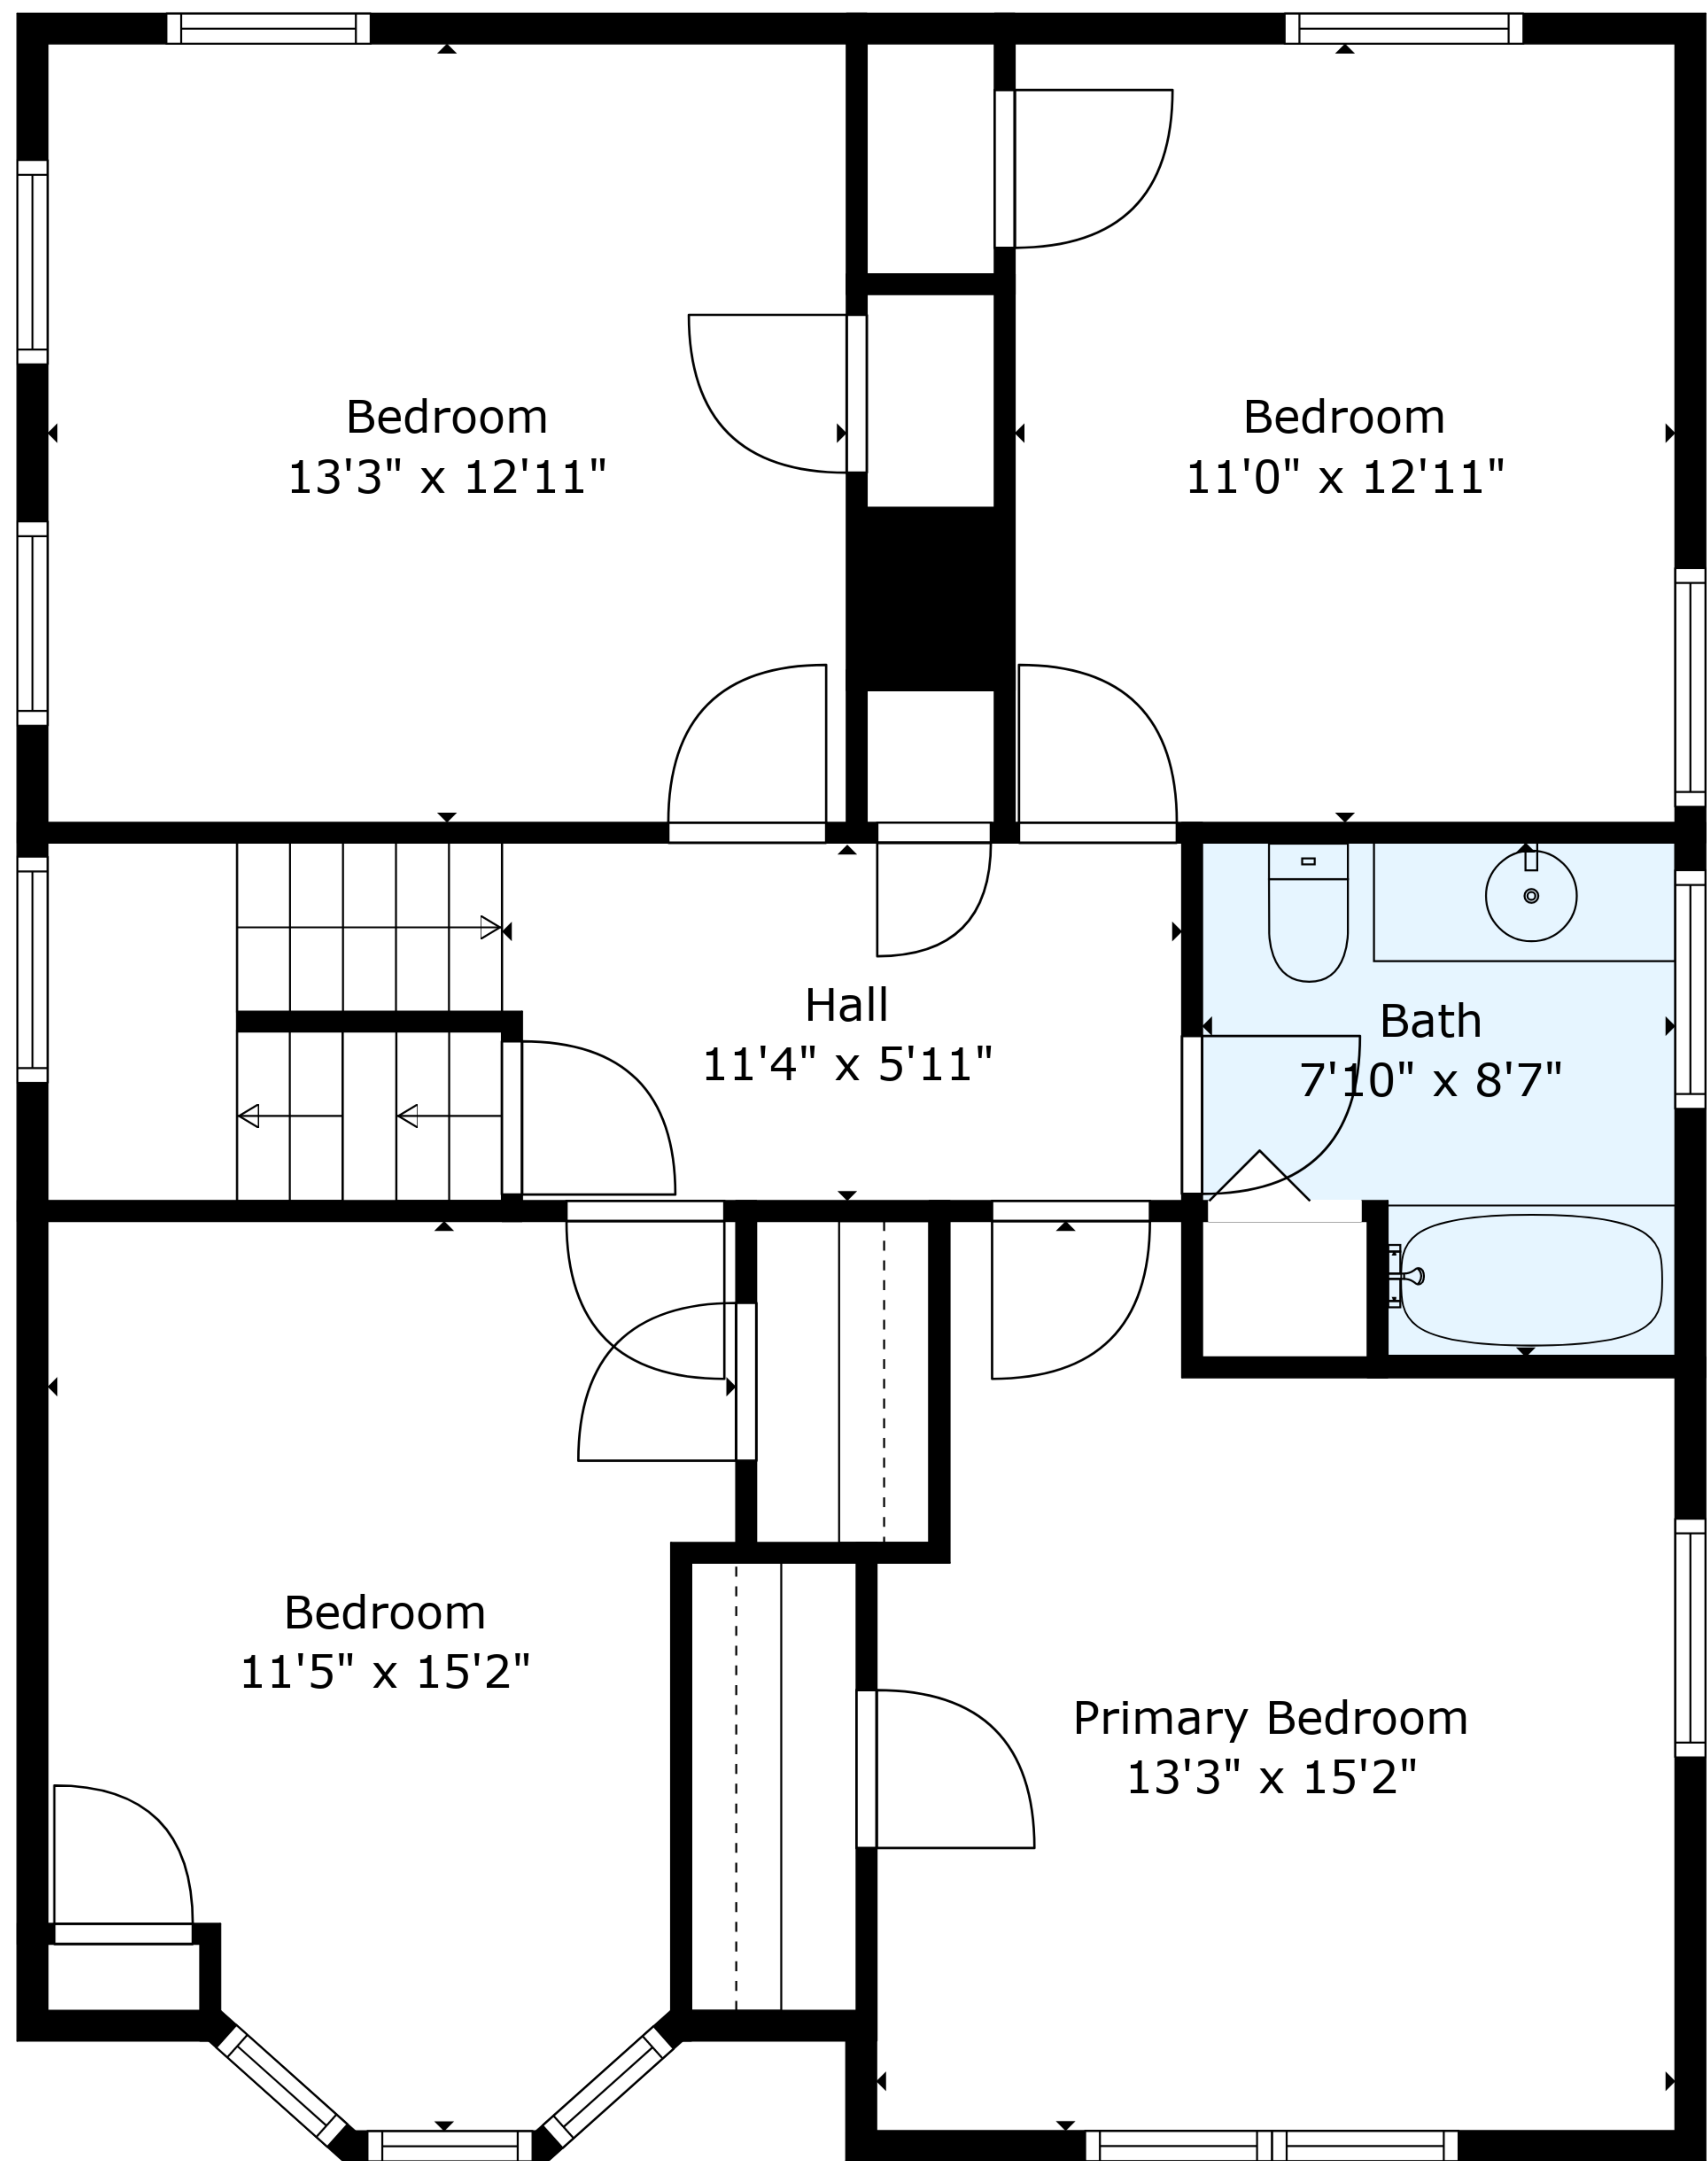 Bedroom
13'3" x 12'11"
Bedroom
11'0" x 12'11"
Hall
11'4" x 5'11"
Bath
7'10" x 8'7"
Bedroom
11'5" x 15'2"
Primary Bedroom
13'3" x 15'2"